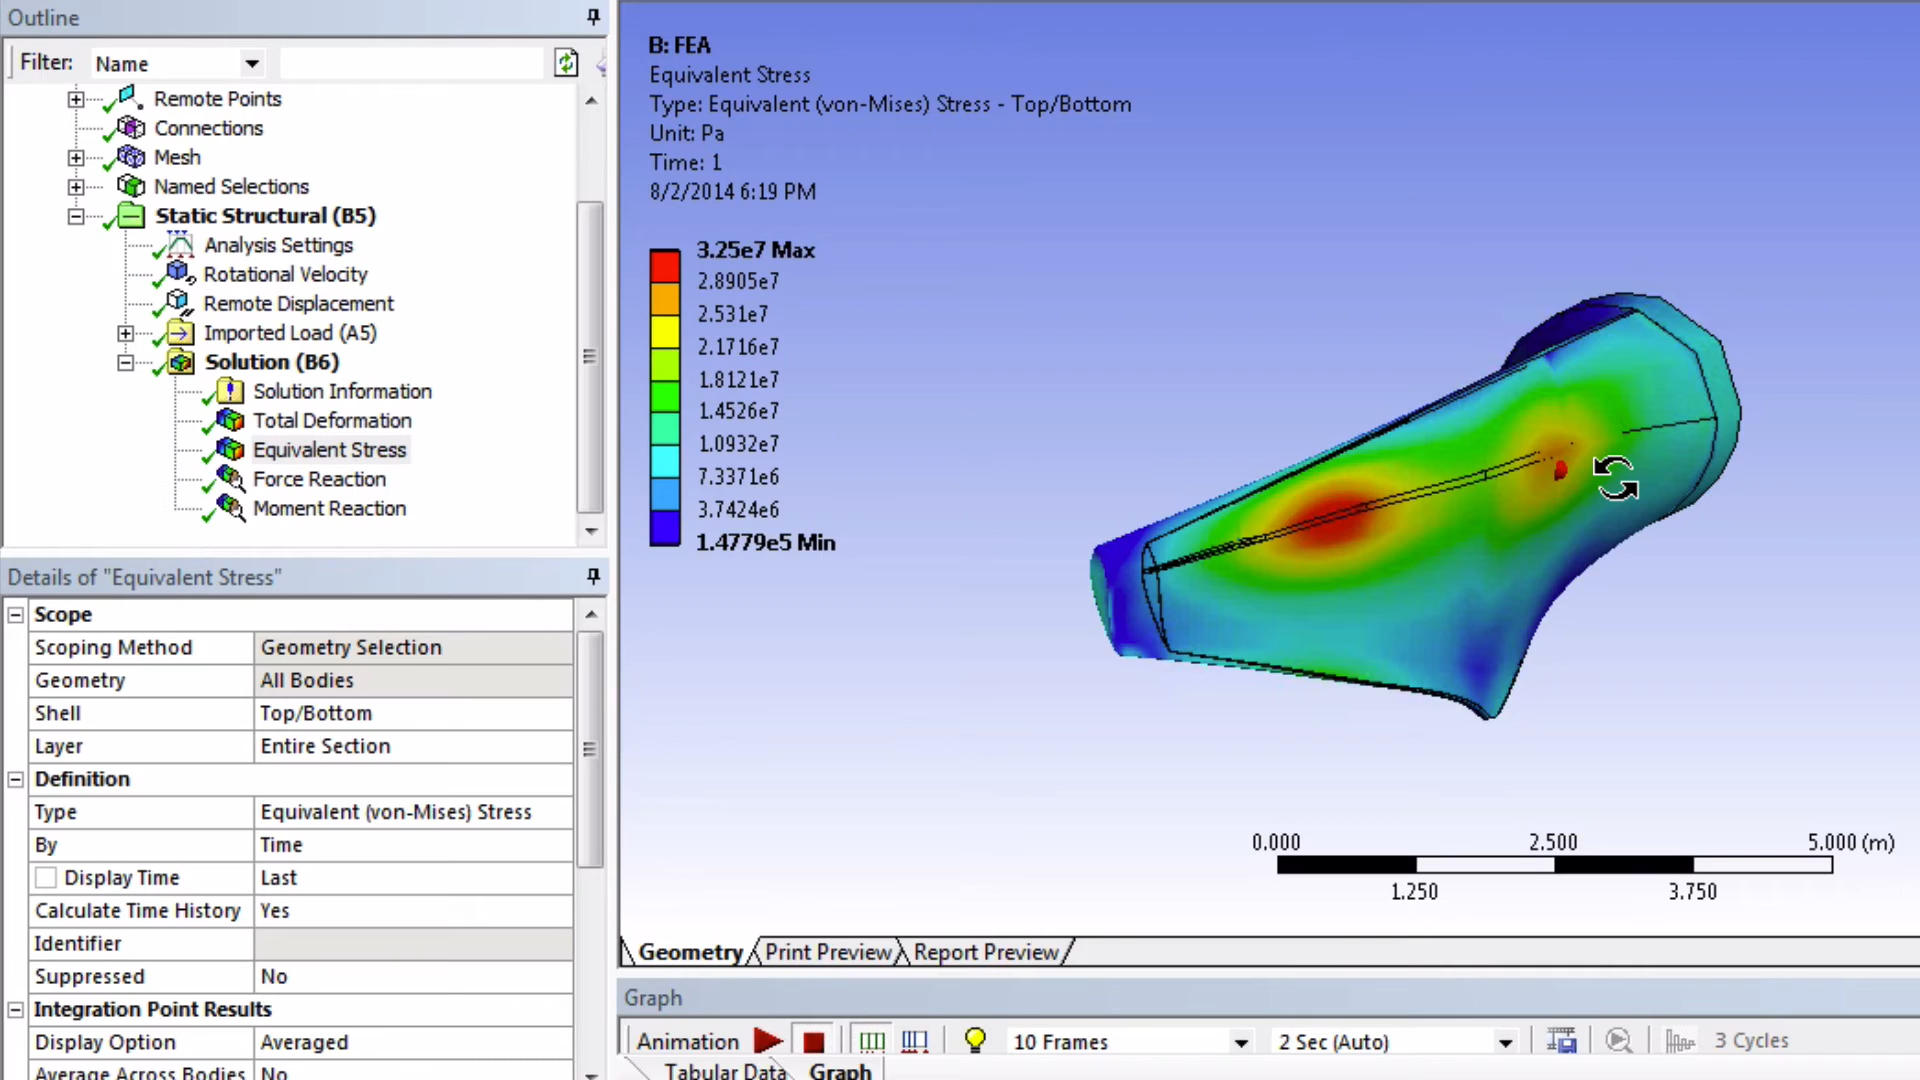 Outline
Filter: Name
Remote Points
Connections
Mesh
Named Selections
Static Structural (B5)
Analysis Settings
Rotational Velocity
Remote Displacement
Imported Load (A5)
Solution (B6)
Solution Information
Total Deformation
Equivalent Stress
Force Reaction
Moment Reaction
Details of "Equivalent Stress"
Scope
Scoping Method Geometry Selection
Geometry All Bodies
Shell Top/Bottom
Layer Entire Section
Definition
Type Equivalent (von-Mises) Stress
By Time
Display Time Last
Calculate Time History Yes
Identifier
Suppressed No
Integration Point Results
Display Option Averaged
Average Across Bodies No
B: FEA
Equivalent Stress
Type: Equivalent (von-Mises) Stress - Top/Bottom
Unit: Pa
Time: 1
8/2/2014 6:19 PM
3.25e7 Max
2.8905e7
2.531e7
2.1716e7
1.8121e7
1.4526e7
1.0932e7
7.3371e6
3.7424e6
1.4779e5 Min
0.000 2.500 5.000 (m)
1.250 3.750
Geometry Print Preview Report Preview
Graph
Animation 10 Frames 2 Sec (Auto) 3 Cycles
Tabular Data Graph